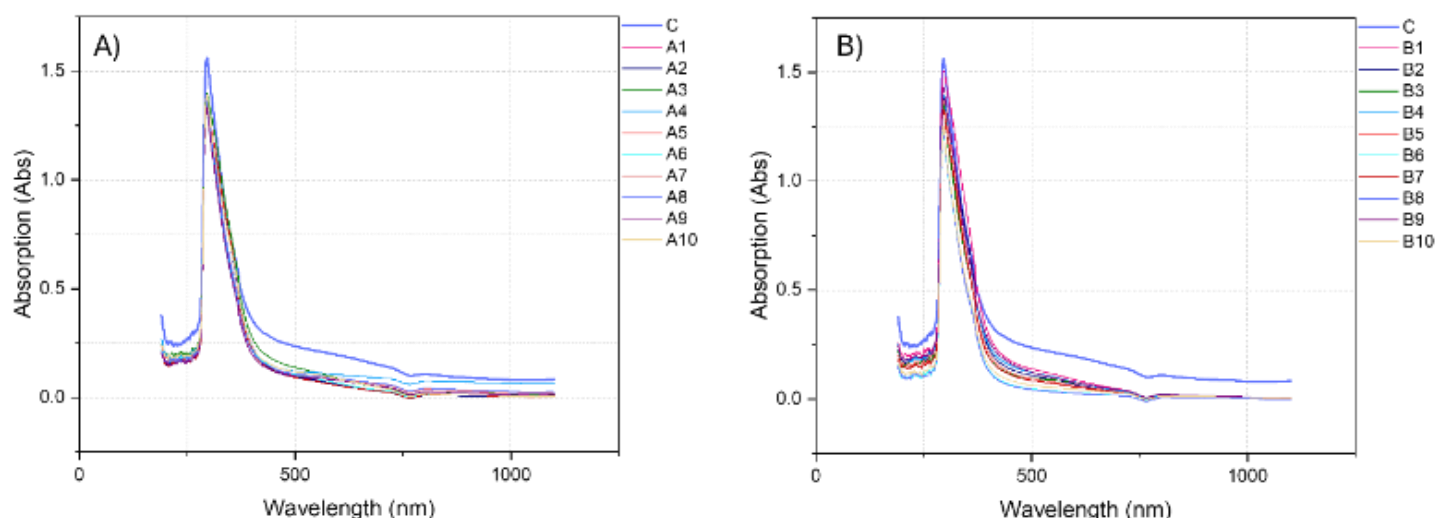 A)
Absorption (Abs)
1.5
1.0
0.5
0.0
0
500
1000
Wavelength (nm)
C
A1
A2
A3
A4
A5
A6
A7
A8
A9
A10
B)
Absorption (Abs)
1.5
1.0
0.5
0.0
0
500
1000
Wavelength (nm)
C
B1
B2
B3
B4
B5
B6
B7
B8
B9
B10